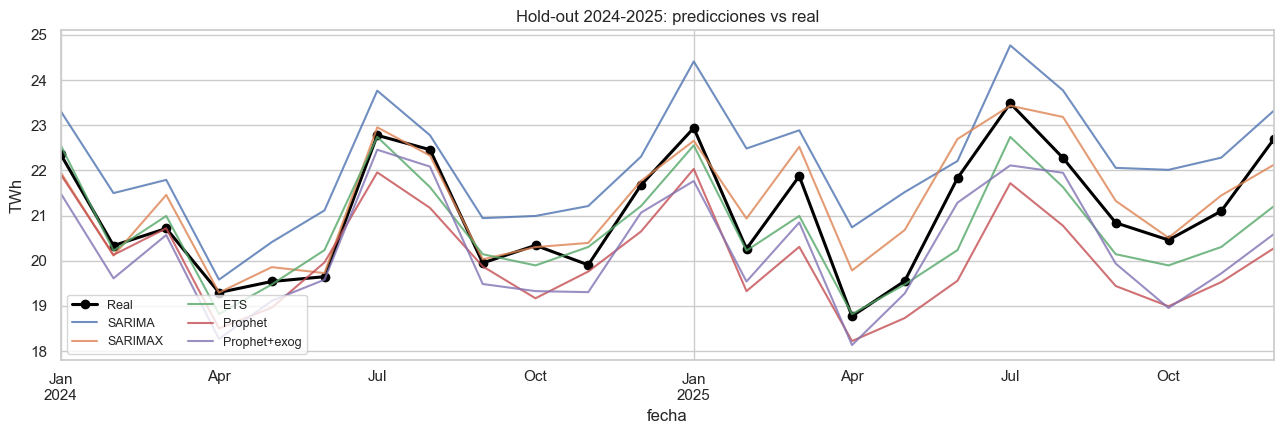 Hold-out 2024-2025: predicciones vs real
TWh
25
24
23
22
21
20
19
18
Real
SARIMA
SARIMAX
ETS
Prophet
Prophet+exog
Jan
2024
Apr
Jul
Oct
Jan
2025
Apr
Jul
Oct
fecha